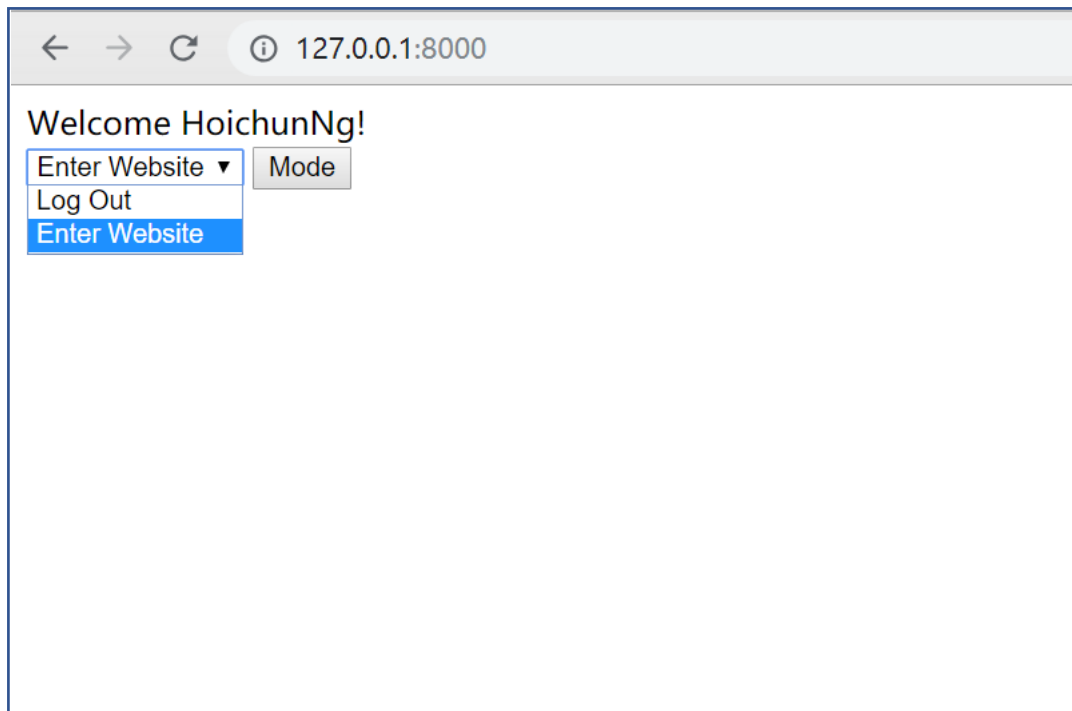 127.0.0.1:8000
Welcome HoichunNg!
Enter Website Mode
Log Out
Enter Website